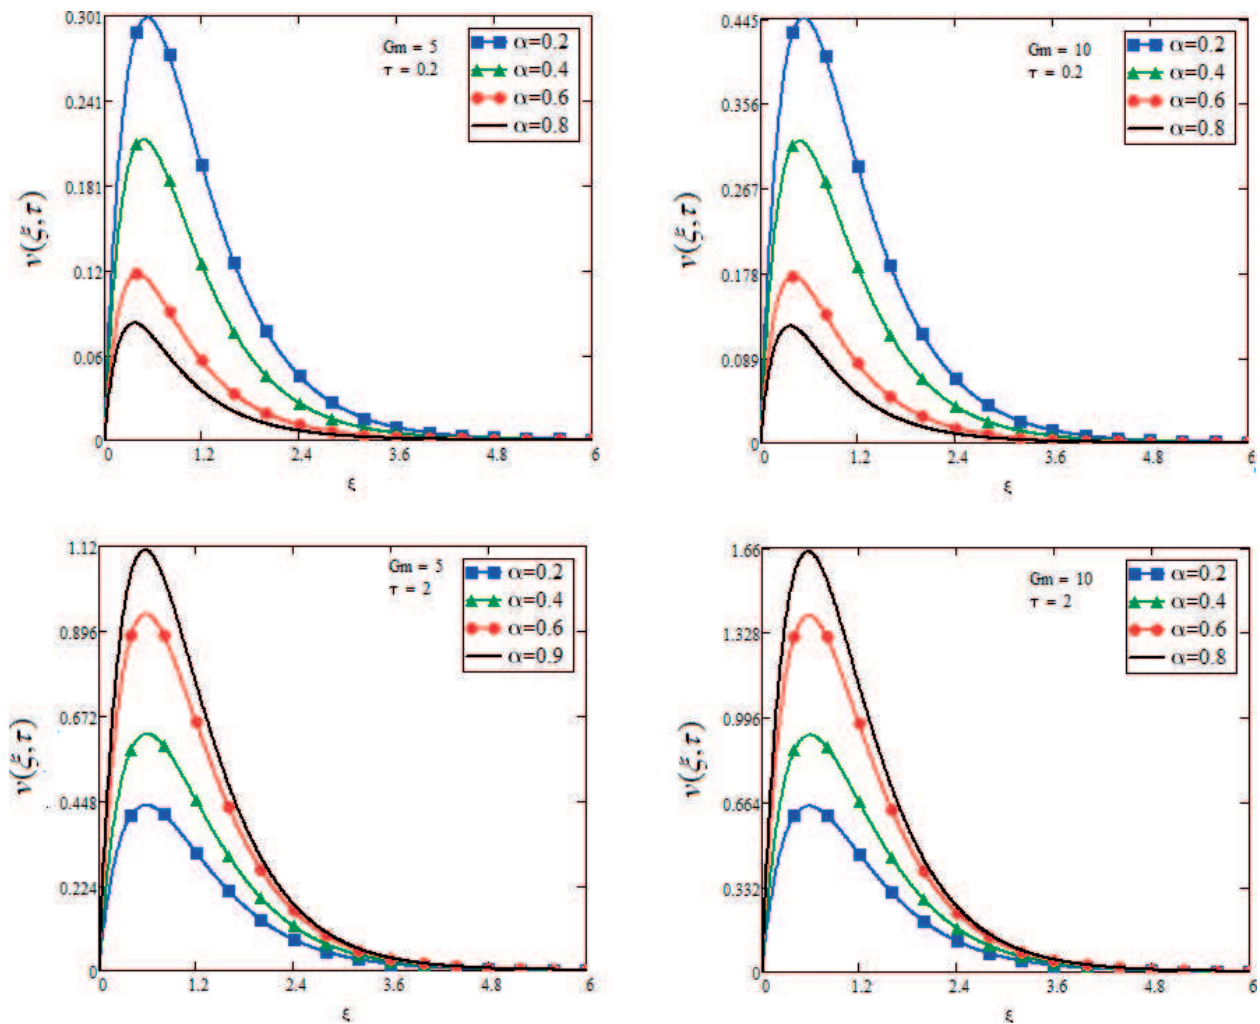 0.301
0.241
0.181
0.12
0.06
0
v(ξ,τ)
Gm = 5
τ = 0.2
α=0.2
α=0.4
α=0.6
α=0.8
0 1.2 2.4 3.6 4.8 6
ξ
0.445
0.356
0.267
0.178
0.089
0
v(ξ,τ)
Gm = 10
τ = 0.2
α=0.2
α=0.4
α=0.6
α=0.8
0 1.2 2.4 3.6 4.8 6
ξ
1.12
0.896
0.672
0.448
0.224
0
v(ξ,τ)
Gm = 5
τ = 2
α=0.2
α=0.4
α=0.6
α=0.9
0 1.2 2.4 3.6 4.8 6
ξ
1.66
1.328
0.996
0.664
0.332
0
v(ξ,τ)
Gm = 10
τ = 2
α=0.2
α=0.4
α=0.6
α=0.8
0 1.2 2.4 3.6 4.8 6
ξ